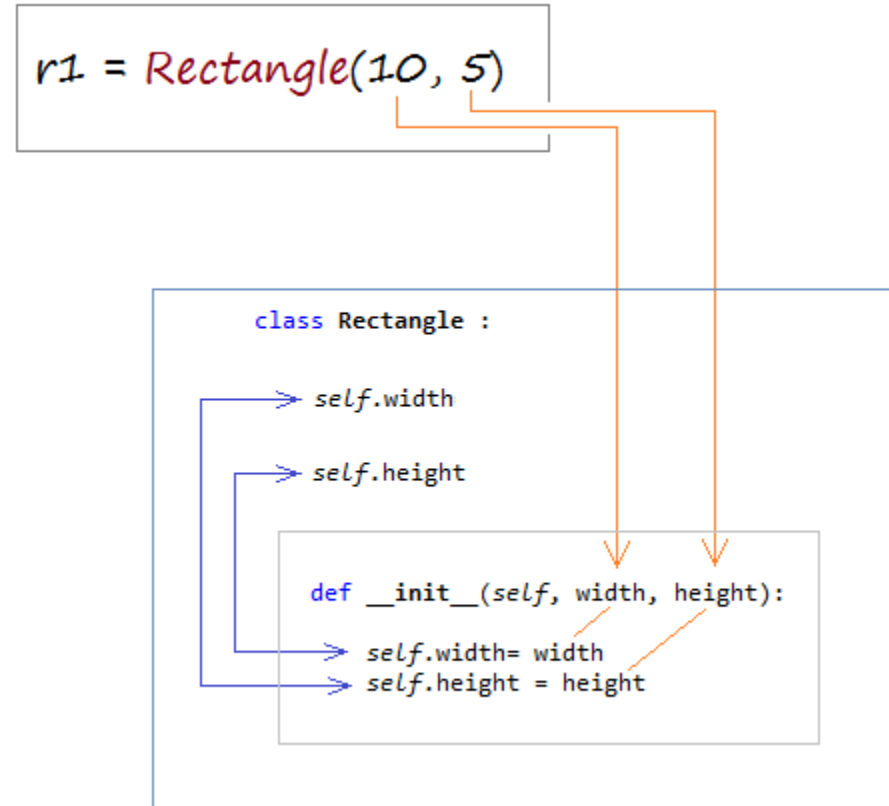 r1 = Rectangle(10, 5)
class Rectangle :
self.width
self.height
def __init__(self, width, height):
self.width= width
self.height = height